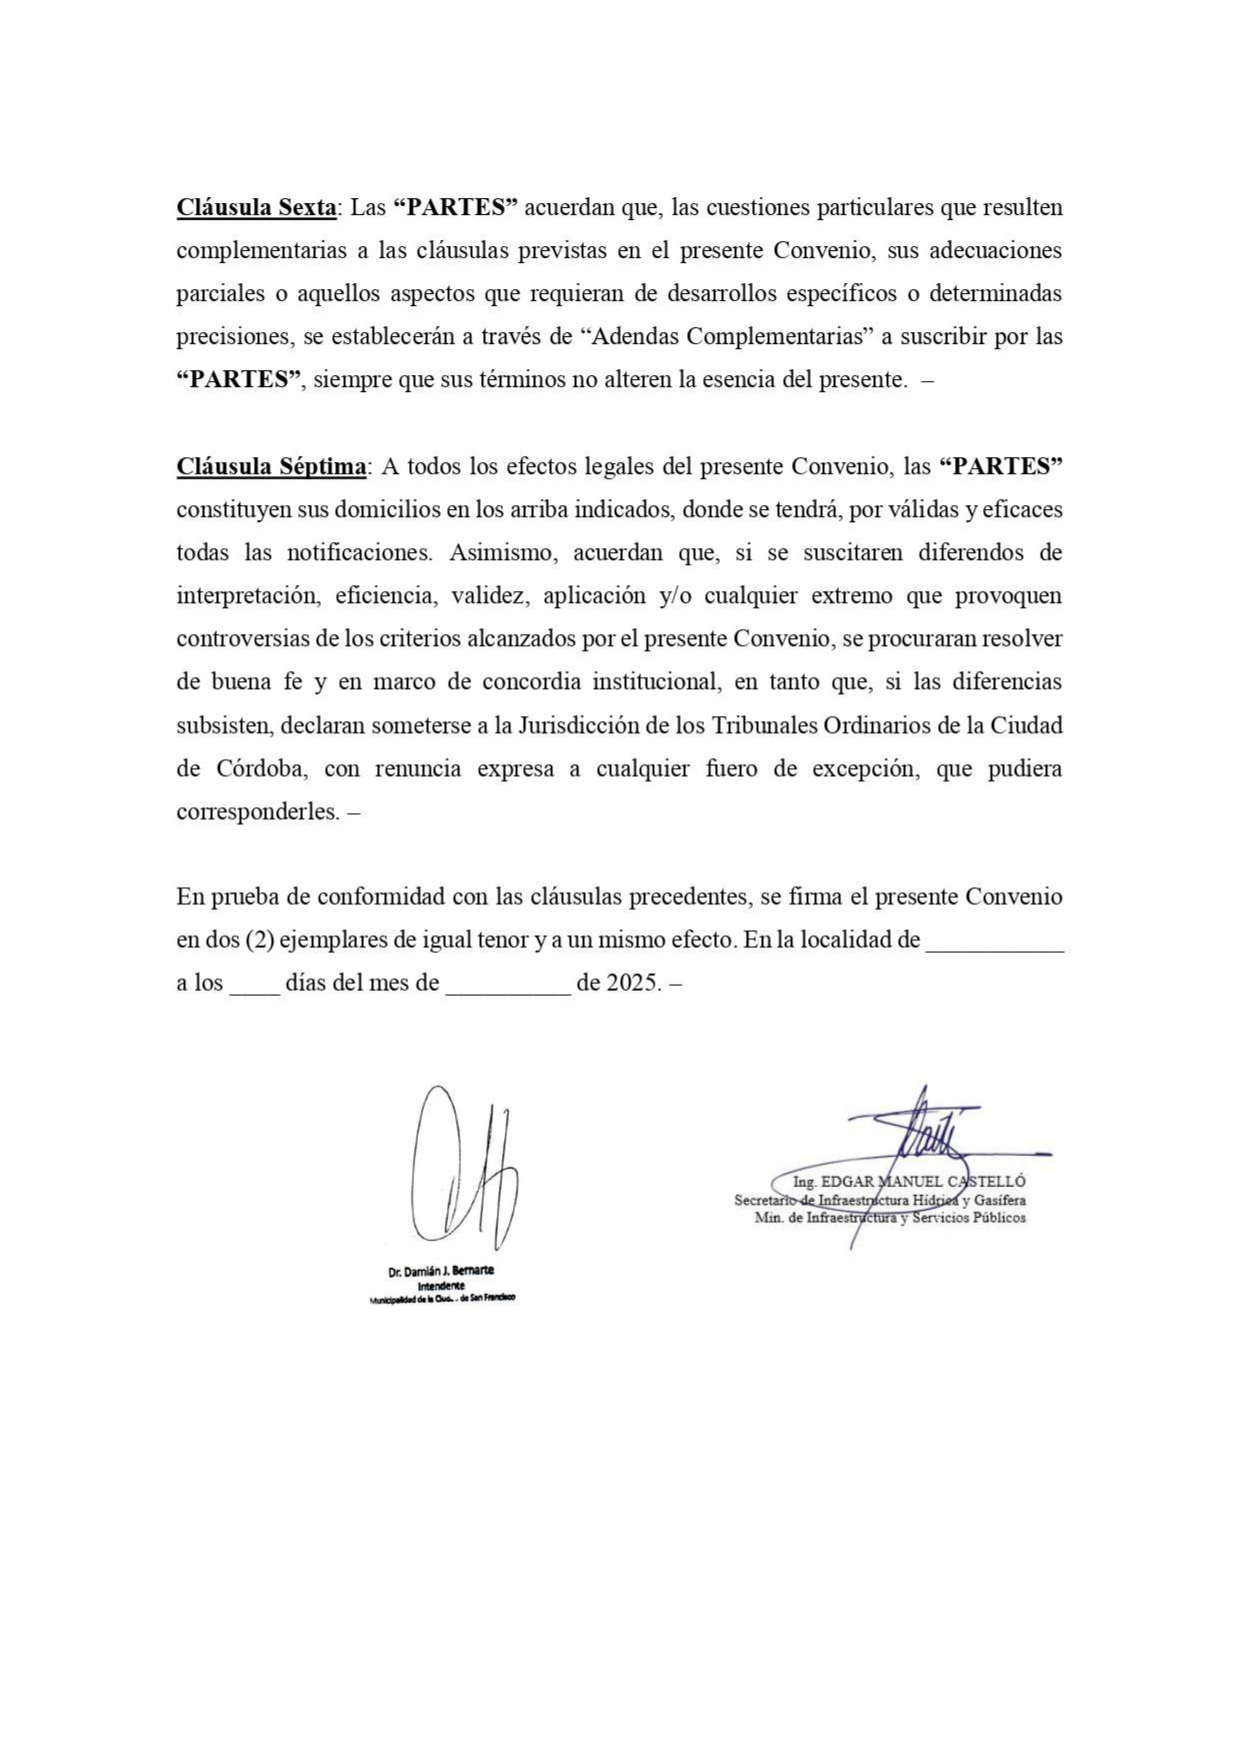 Cláusula Sexta: Las “PARTES” acuerdan que, las cuestiones particulares que resulten
complementarias a las cláusulas previstas en el presente Convenio, sus adecuaciones
parciales o aquellos aspectos que requieran de desarrollos específicos o determinadas
precisiones, se establecerán a través de “Adendas Complementarias” a suscribir por las
“PARTES”, siempre que sus términos no alteren la esencia del presente. –
Cláusula Séptima: A todos los efectos legales del presente Convenio, las “PARTES”
constituyen sus domicilios en los arriba indicados, donde se tendrá, por válidas y eficaces
todas las notificaciones. Asimismo, acuerdan que, si se suscitaren diferendos de
interpretación, eficiencia, validez, aplicación y/o cualquier extremo que provoquen
controversias de los criterios alcanzados por el presente Convenio, se procuraran resolver
de buena fe y en marco de concordia institucional, en tanto que, si las diferencias
subsisten, declaran someterse a la Jurisdicción de los Tribunales Ordinarios de la Ciudad
de Córdoba, con renuncia expresa a cualquier fuero de excepción, que pudiera
corresponderles. –
En prueba de conformidad con las cláusulas precedentes, se firma el presente Convenio
en dos (2) ejemplares de igual tenor y a un mismo efecto. En la localidad de ___________
a los ____ días del mes de __________ de 2025. –
Ing. EDGAR MANUEL CASTELLÓ
Secretario de Infraestructura Hídrica y Gasífera
Min. de Infraestructura y Servicios Públicos
Dr. Damián J. Bernarte
Intendente
Municipalidad de la de San Francisco